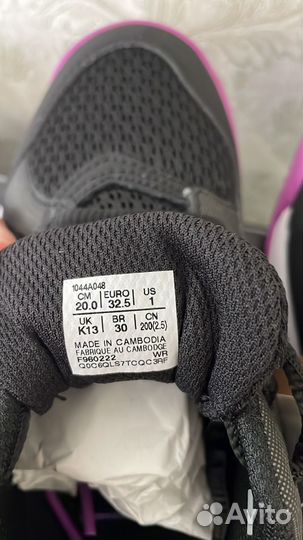 1044A048
CM EURO US
20.0 32.5 1
UK BR CN
K13 30 200(2.5)
MADE IN CAMBODIA
FABRIQUE AU CAMBODGE
F960222 WR
Q0C6QLS7TCQC3RF
Avito